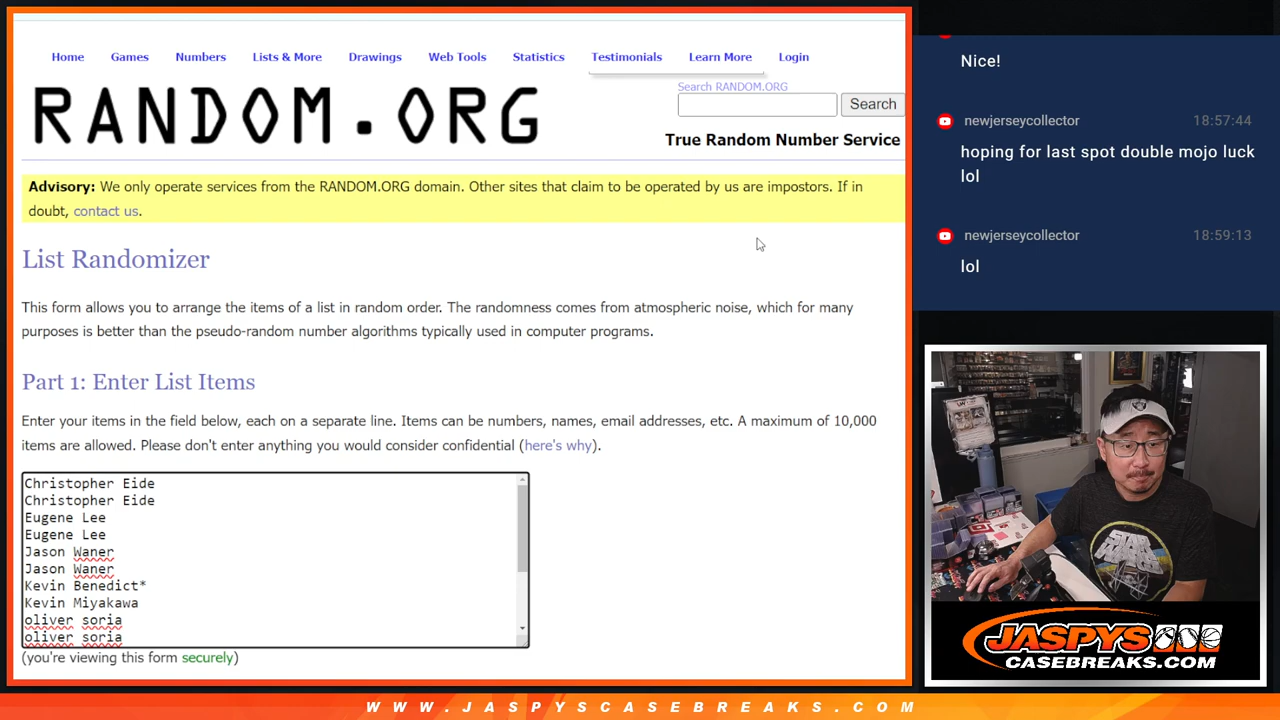 Home Games Numbers Lists & More Drawings Web Tools Statistics Testimonials Learn More Login
RANDOM.ORG
Search RANDOM.ORG
Search
True Random Number Service
Advisory: We only operate services from the RANDOM.ORG domain. Other sites that claim to be operated by us are impostors. If in
doubt, contact us.
List Randomizer
This form allows you to arrange the items of a list in random order. The randomness comes from atmospheric noise, which for many
purposes is better than the pseudo-random number algorithms typically used in computer programs.
Part 1: Enter List Items
Enter your items in the field below, each on a separate line. Items can be numbers, names, email addresses, etc. A maximum of 10,000
items are allowed. Please don't enter anything you would consider confidential (here's why).
Christopher Eide
Christopher Eide
Eugene Lee
Eugene Lee
Jason Waner
Jason Waner
Kevin Benedict*
Kevin Miyakawa
oliver soria
oliver soria
(you're viewing this form securely)
Nice!
newjerseycollector 18:57:44
hoping for last spot double mojo luck
lol
newjerseycollector 18:59:13
lol
STAR
WARS
JASPYS
CASEBREAKS.COM
WWW.JASPYSCASEBREAKS.COM